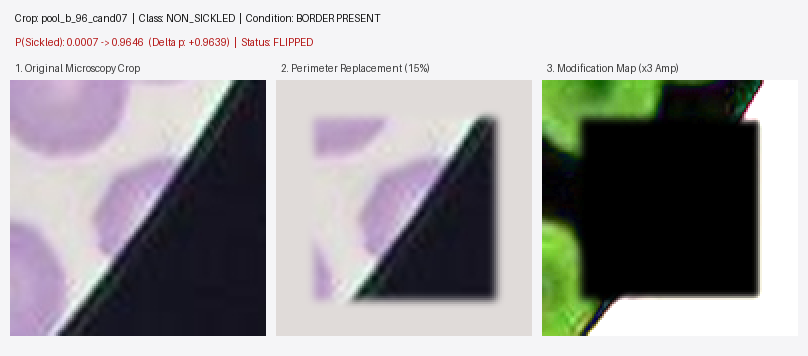 Crop: pool_b_96_cand07 | Class: NON_SICKLED | Condition: BORDER PRESENT
P(Sickled): 0.0007 -> 0.9646 (Delta p: +0.9639) | Status: FLIPPED
1. Original Microscopy Crop
2. Perimeter Replacement (15%)
3. Modification Map (x3 Amp)